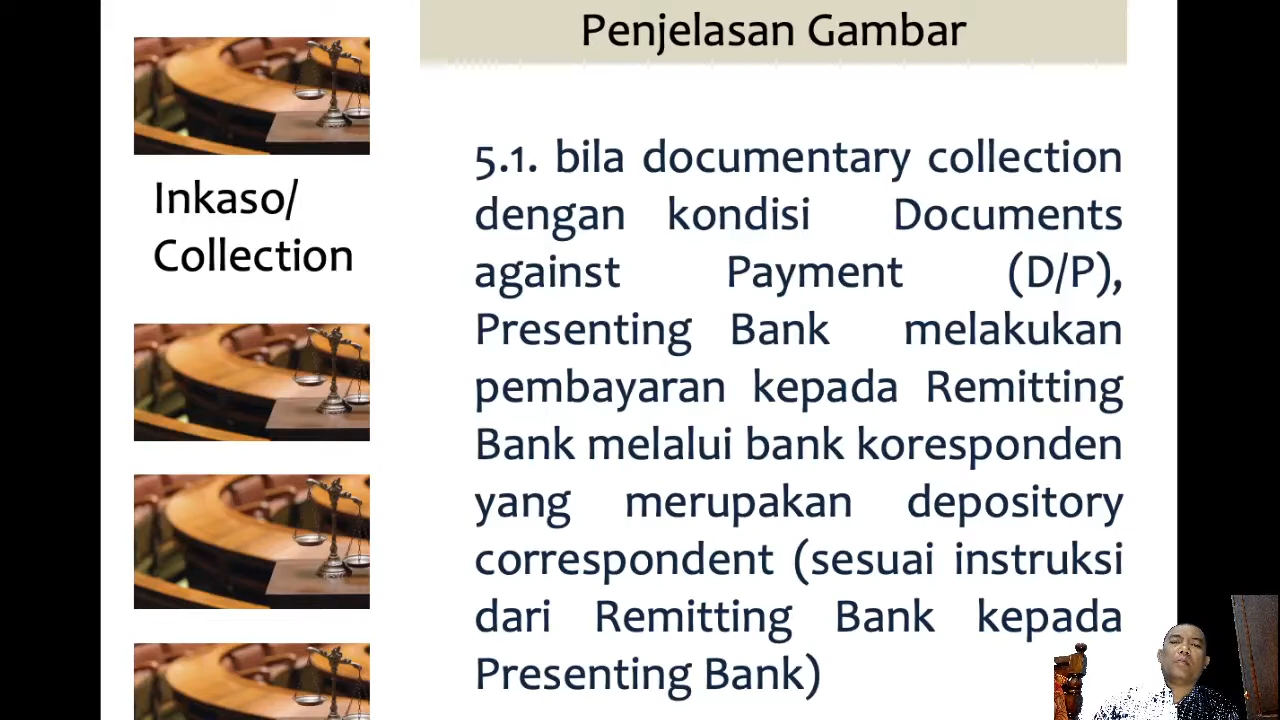 Penjelasan Gambar
Inkaso/
Collection
5.1. bila documentary collection
dengan kondisi Documents
against Payment (D/P),
Presenting Bank melakukan
pembayaran kepada Remitting
Bank melalui bank koresponden
yang merupakan depository
correspondent (sesuai instruksi
dari Remitting Bank kepada
Presenting Bank)